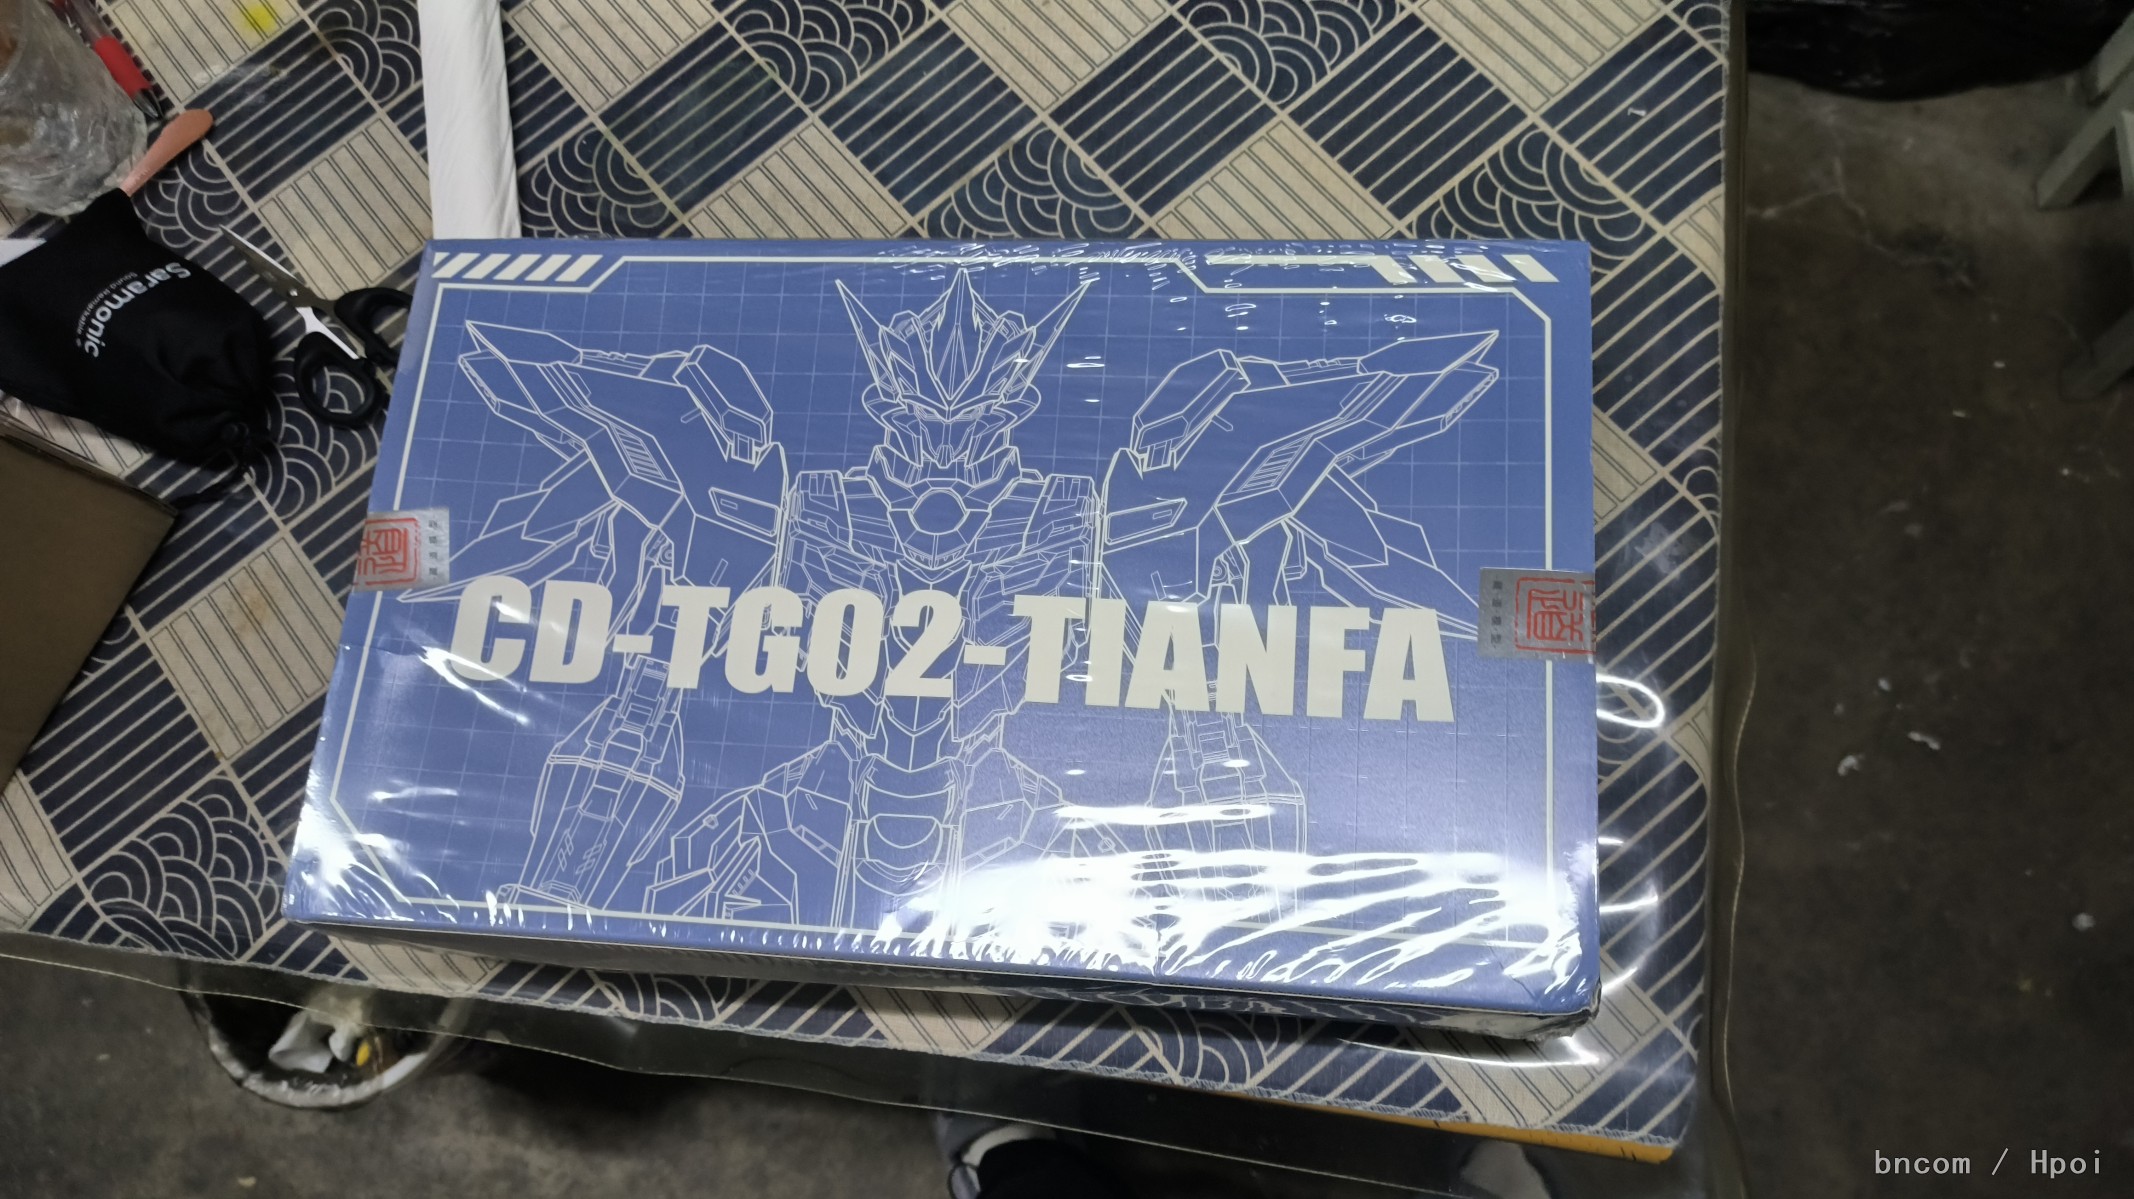 Saramonic
CD-TG02-TIANFA
bncom / Hpoi